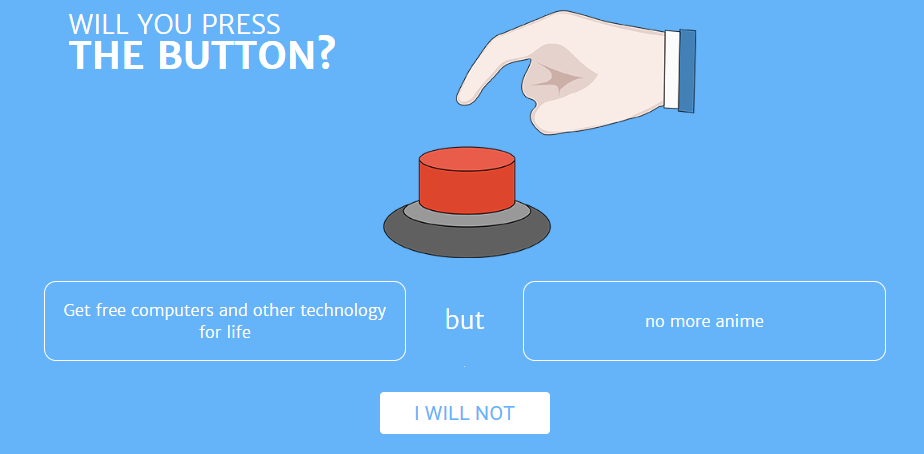 WILL YOU PRESS
THE BUTTON?
Get free computers and other technology
for life
but
no more anime
I WILL NOT